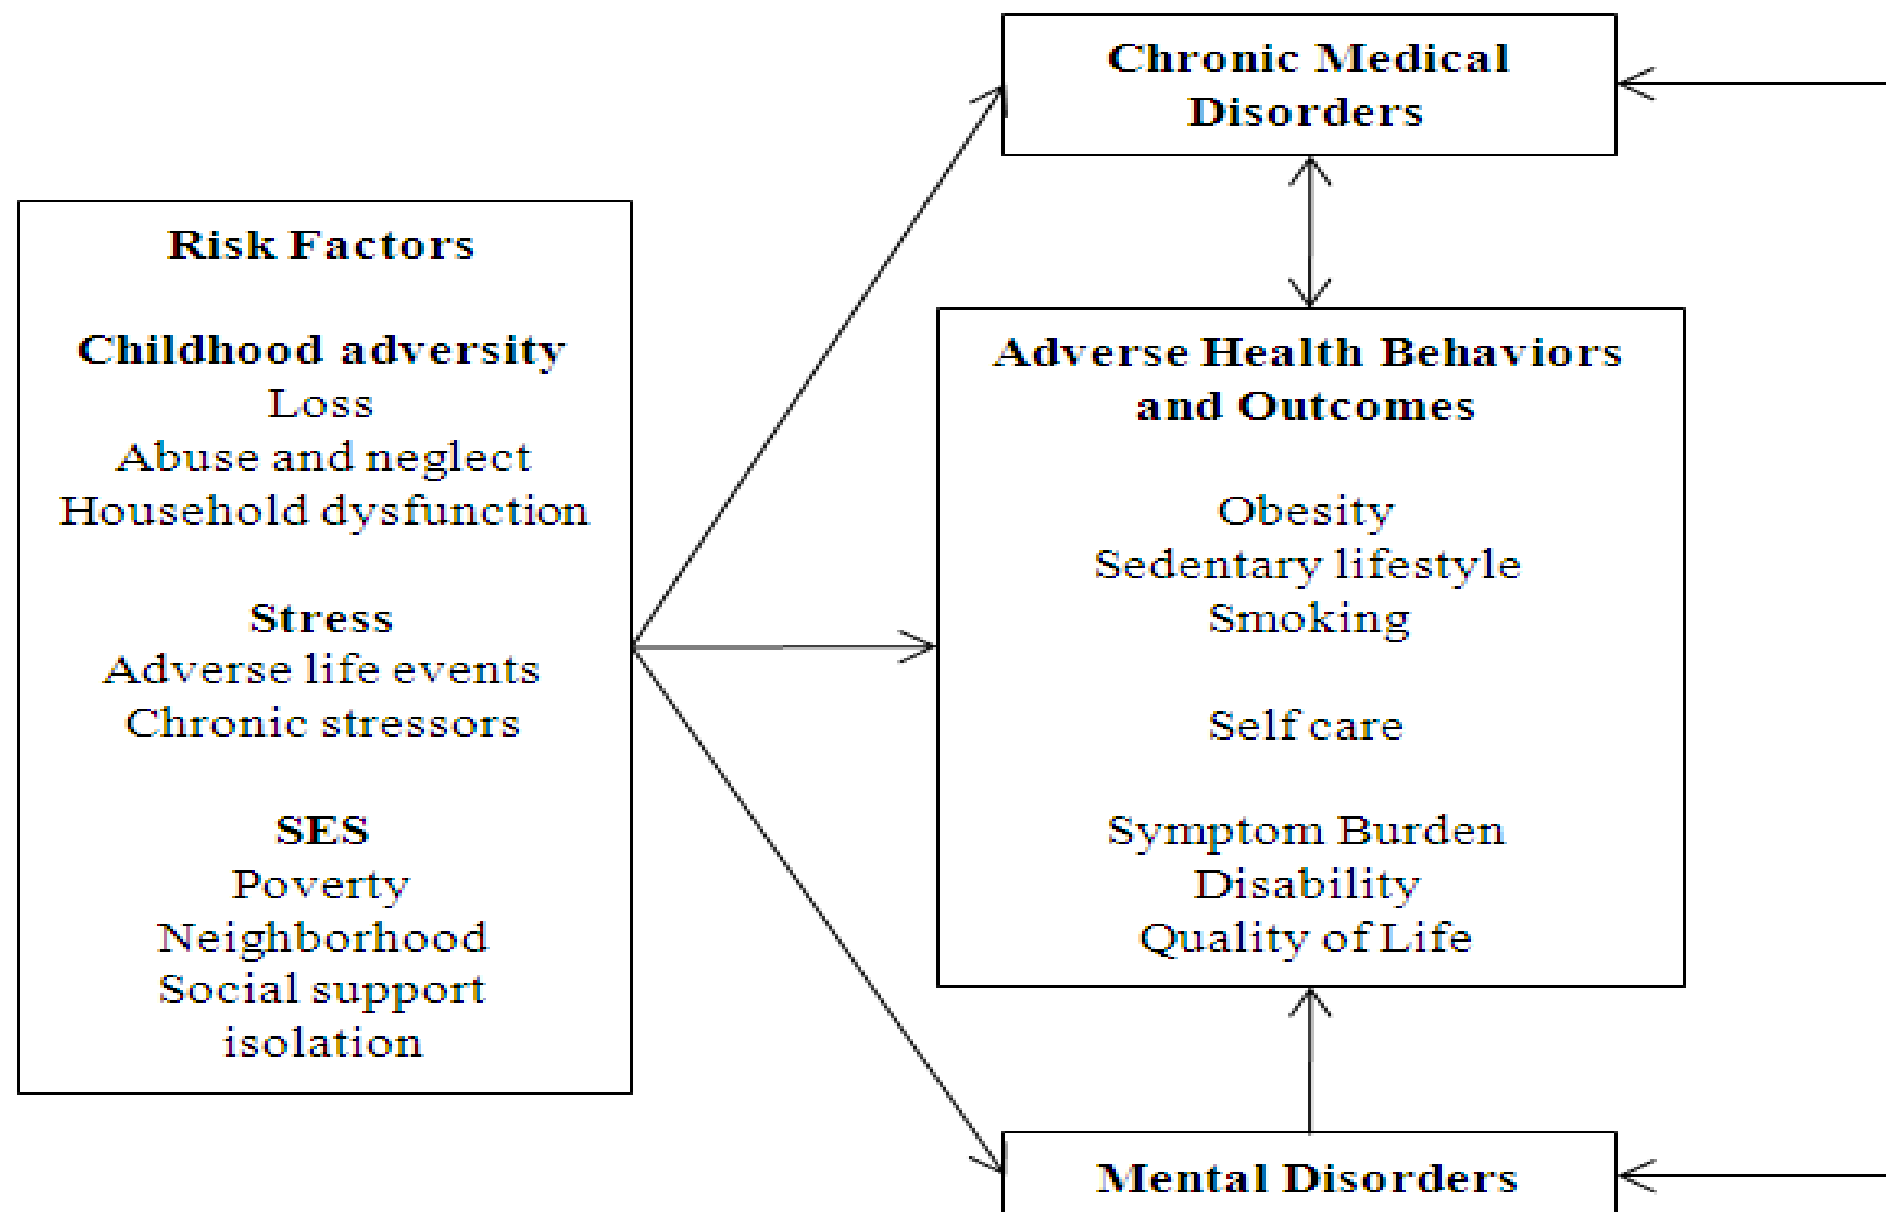 Risk Factors
Childhood adversity
Loss
Abuse and neglect
Household dysfunction
Stress
Adverse life events
Chronic stressors
SES
Poverty
Neighborhood
Social support
isolation
Chronic Medical
Disorders
Adverse Health Behaviors
and Outcomes
Obesity
Sedentary lifestyle
Smoking
Self care
Symptom Burden
Disability
Quality of Life
Mental Disorders